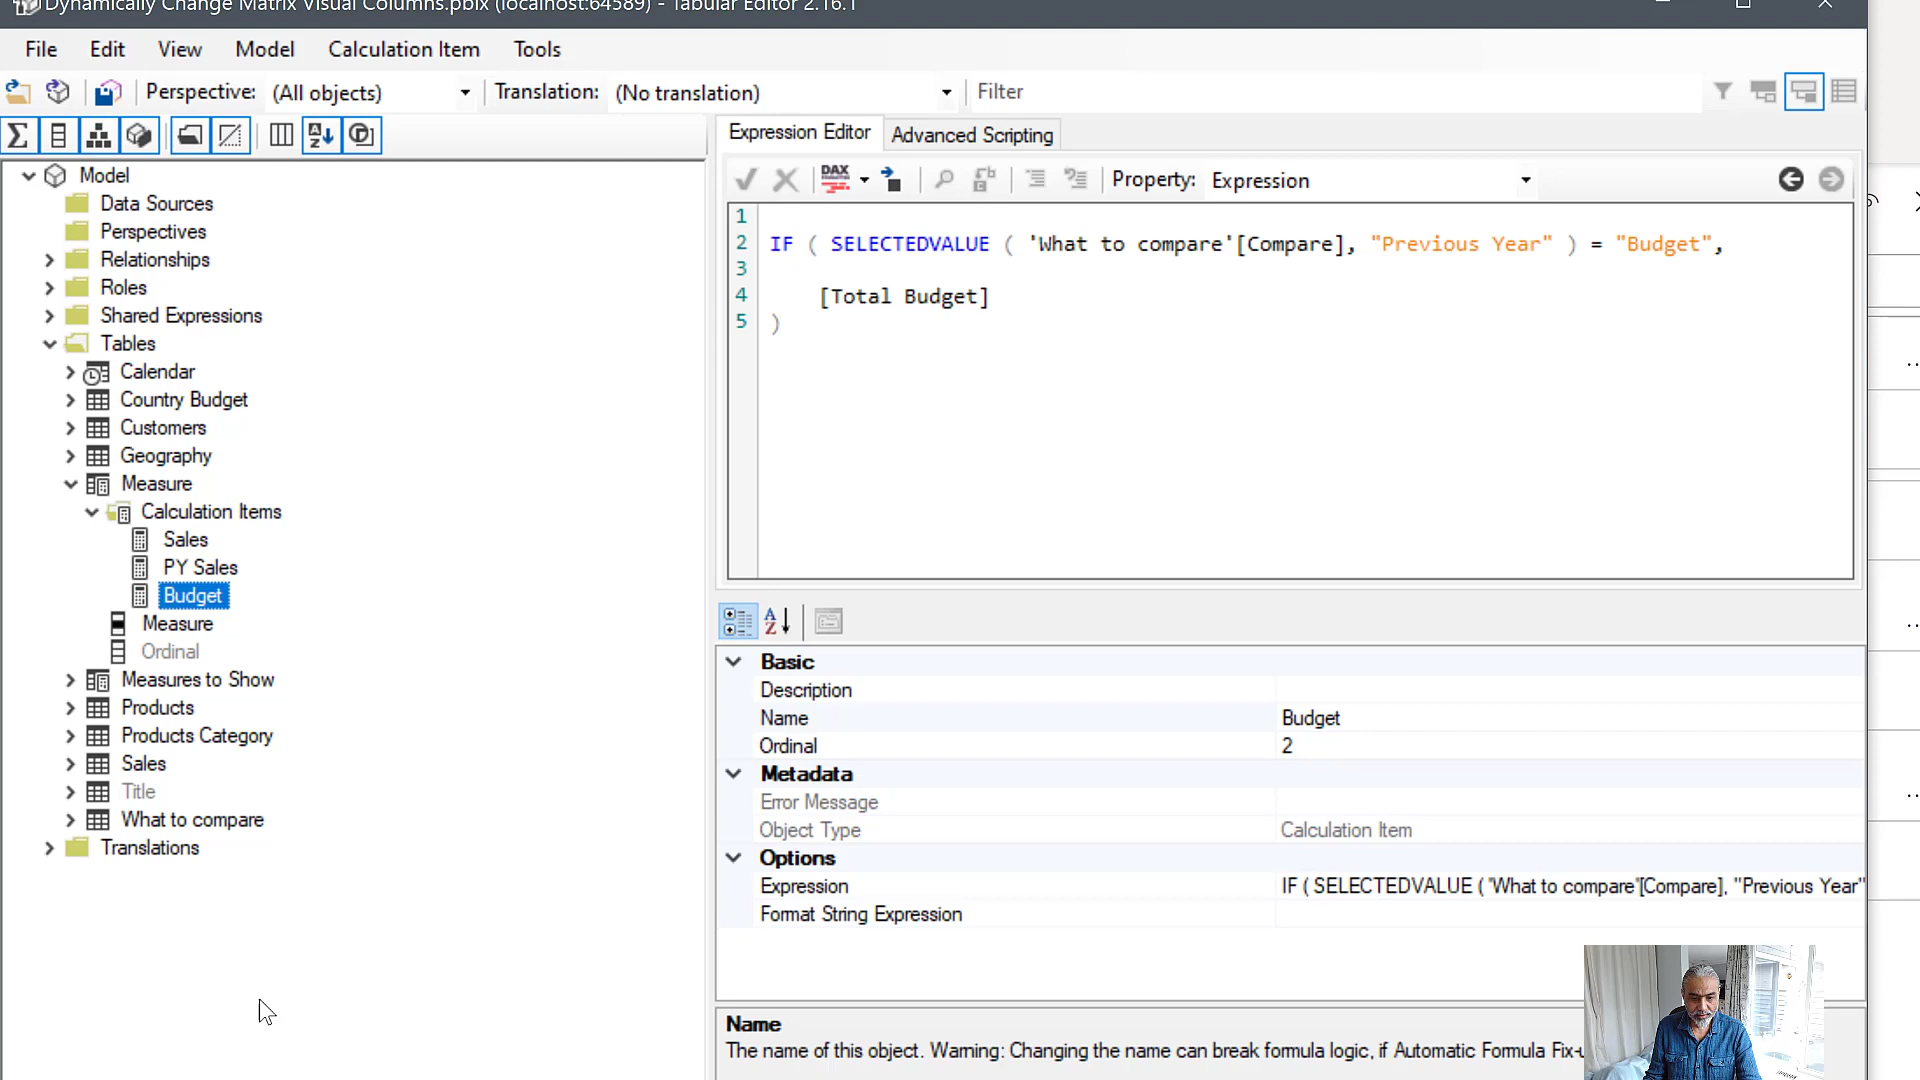 Dynamically Change Matrix Visual Columns.pbix (localhost:64589) - Tabular Editor 2.16.1
File Edit View Model Calculation Item Tools
Perspective: (All objects) Translation: (No translation) Filter
Expression Editor Advanced Scripting
DAX Property: Expression
Model
Data Sources
Perspectives
Relationships
Roles
Shared Expressions
Tables
Calendar
Country Budget
Customers
Geography
Measure
Calculation Items
Sales
PY Sales
Budget
Measure
Ordinal
Measures to Show
Products
Products Category
Sales
Title
What to compare
Translations
1
2 IF ( SELECTEDVALUE ( 'What to compare'[Compare], "Previous Year" ) = "Budget",
3
4 [Total Budget]
5 )
Basic
Description
Name Budget
Ordinal 2
Metadata
Error Message
Object Type Calculation Item
Options
Expression IF ( SELECTEDVALUE ( 'What to compare'[Compare], "Previous Year"
Format String Expression
Name
The name of this object. Warning: Changing the name can break formula logic, if Automatic Formula Fix-